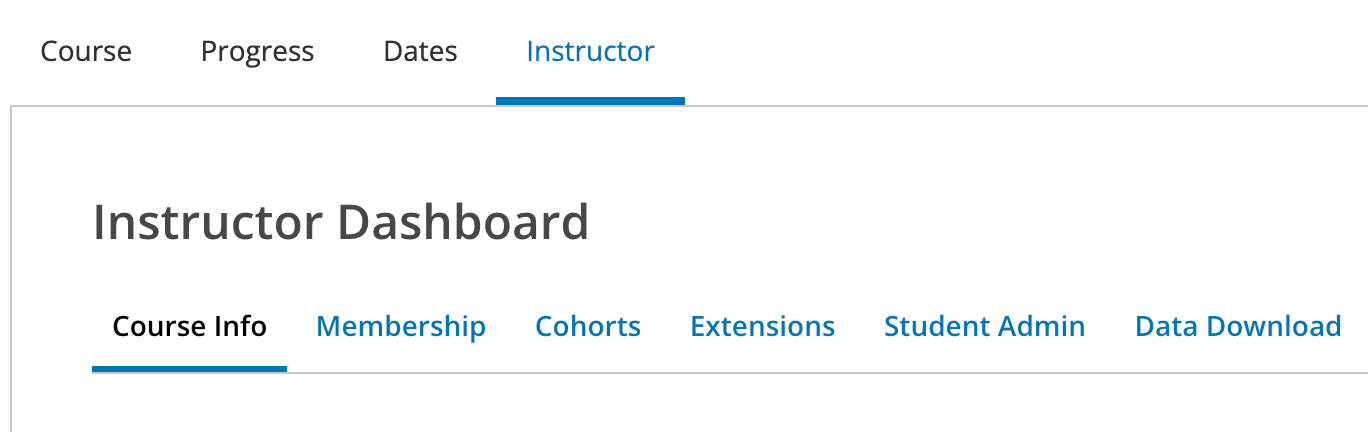 Course Progress Dates Instructor
Instructor Dashboard
Course Info Membership Cohorts Extensions Student Admin Data Download